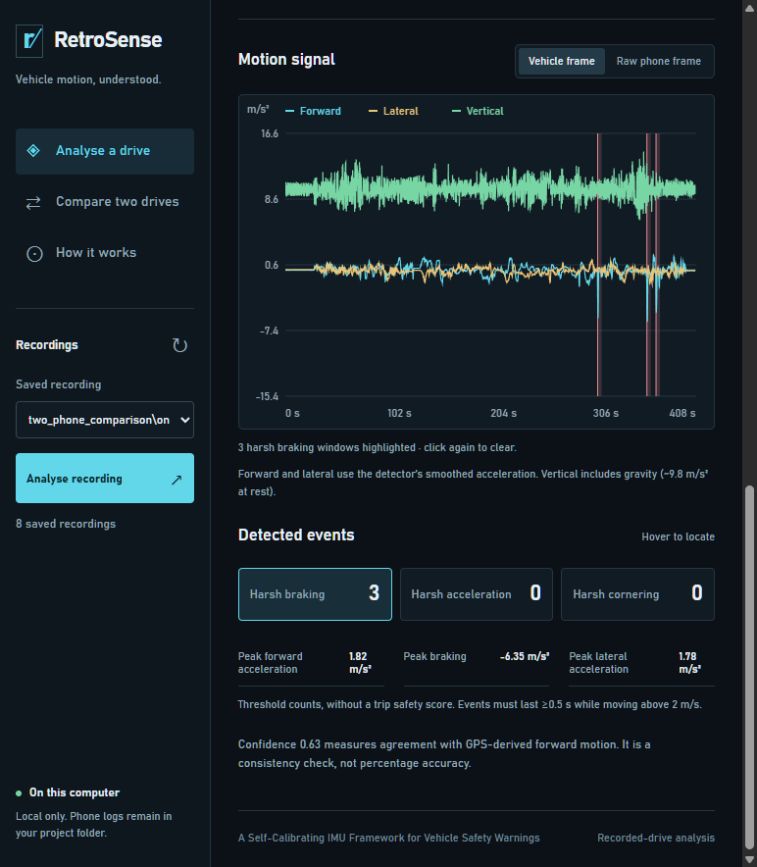 r/ RetroSense
Vehicle motion, understood.
Analyse a drive
Compare two drives
How it works
Recordings
Saved recording
two_phone_comparison\on
Analyse recording
8 saved recordings
On this computer
Local only. Phone logs remain in
your project folder.
Motion signal
Vehicle frame
Raw phone frame
m/s²
Forward
Lateral
Vertical
16.6
8.6
0.6
-7.4
-15.4
0 s
102 s
204 s
306 s
408 s
3 harsh braking windows highlighted · click again to clear.
Forward and lateral use the detector's smoothed acceleration. Vertical includes gravity (~9.8 m/s²
at rest).
Detected events
Hover to locate
Harsh braking 3
Harsh acceleration 0
Harsh cornering 0
Peak forward
acceleration
1.82
m/s²
Peak braking
-6.35 m/s²
Peak lateral
acceleration
1.78
m/s²
Threshold counts, without a trip safety score. Events must last ≥0.5 s while moving above 2 m/s.
Confidence 0.63 measures agreement with GPS-derived forward motion. It is a
consistency check, not percentage accuracy.
A Self-Calibrating IMU Framework for Vehicle Safety Warnings
Recorded-drive analysis